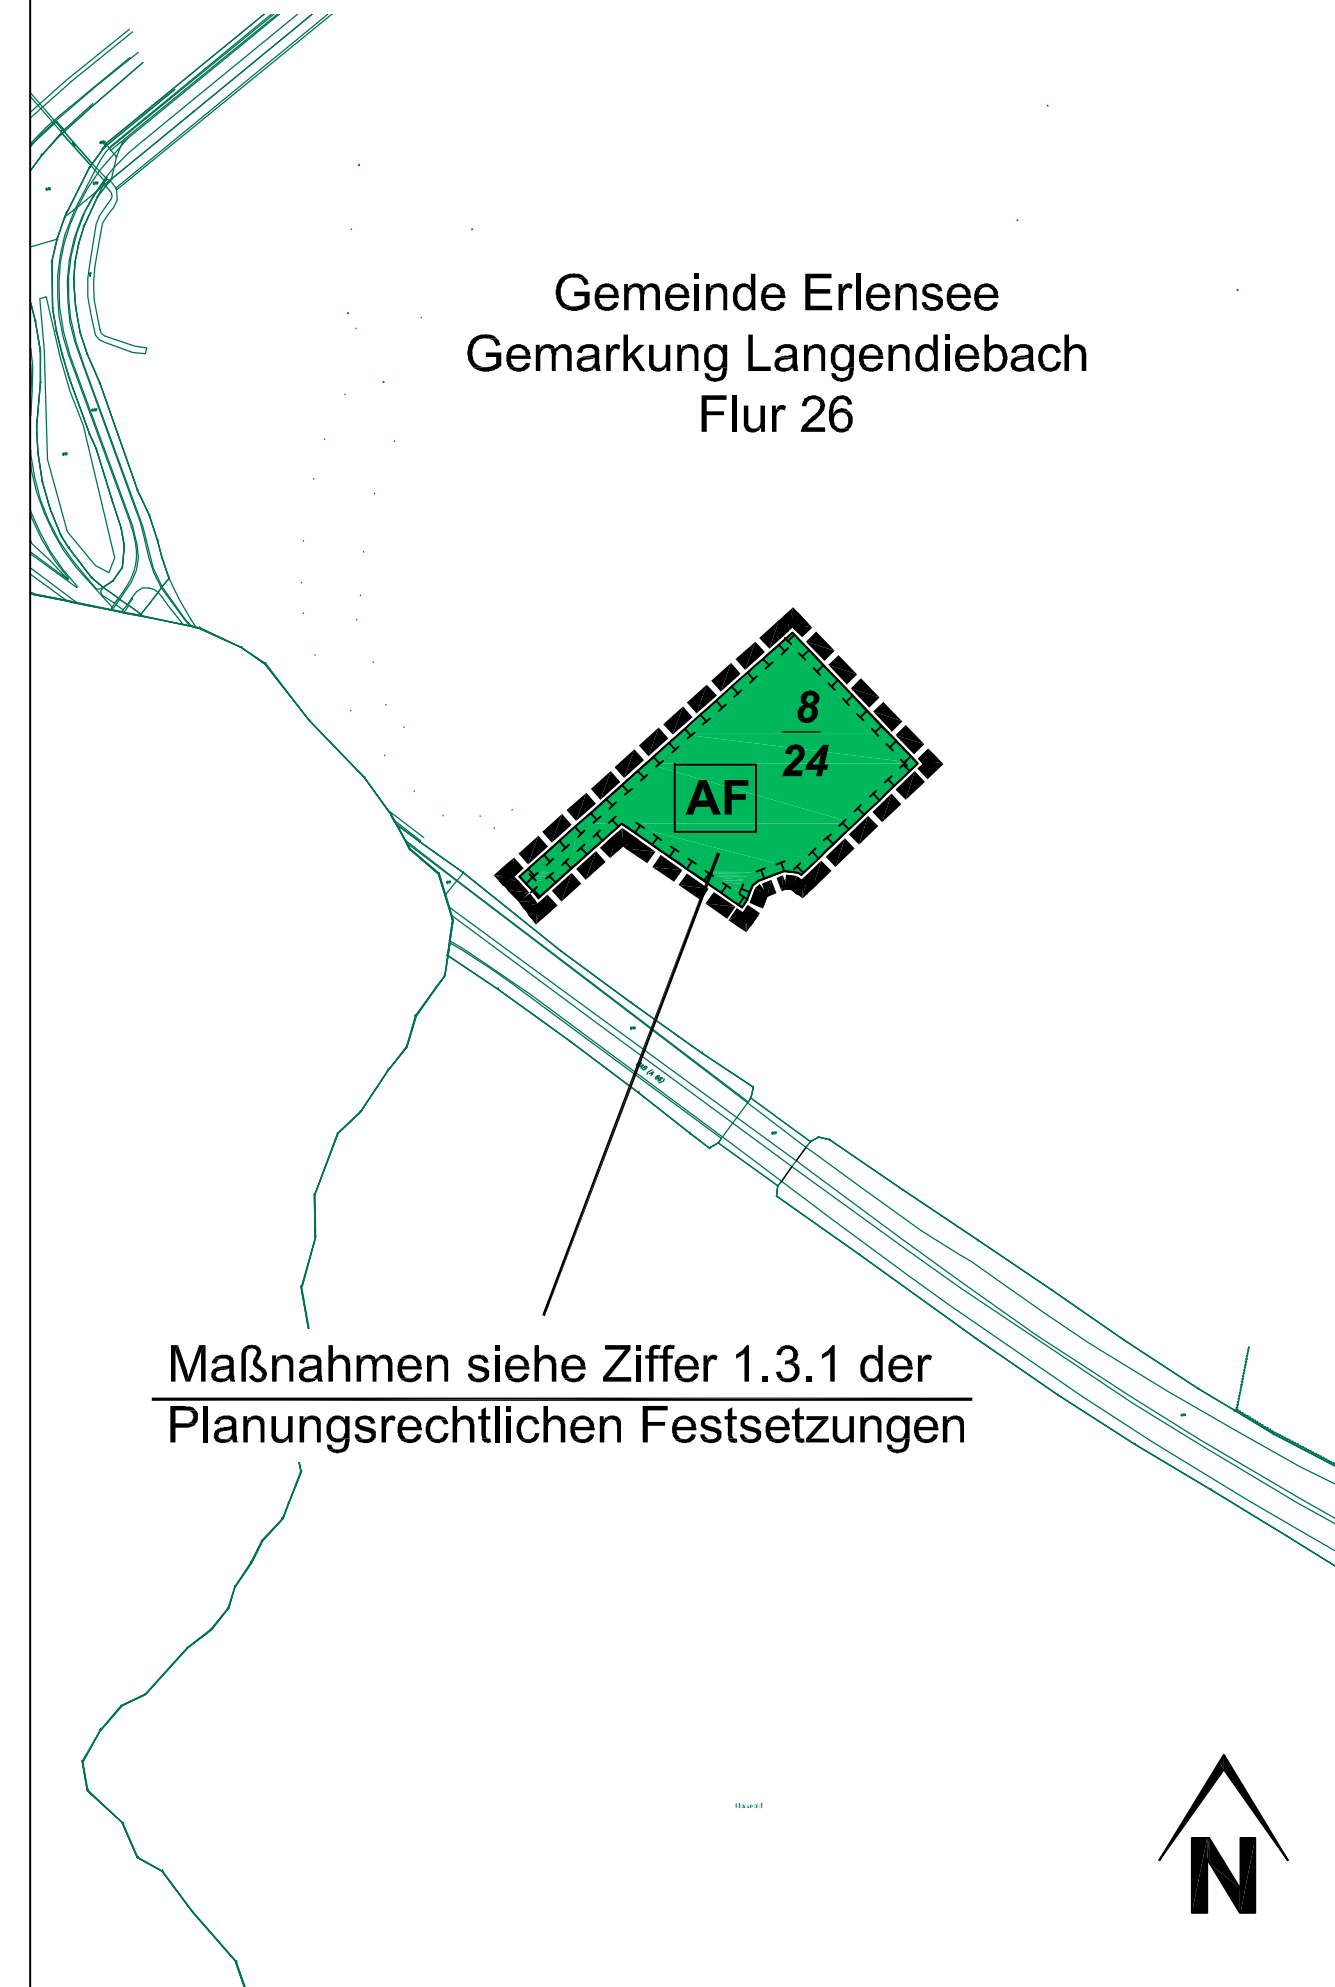 Gemeinde Erlensee
Gemarkung Langendiebach
Flur 26
8
24
AF
Maßnahmen siehe Ziffer 1.3.1 der
Planungsrechtlichen Festsetzungen
N